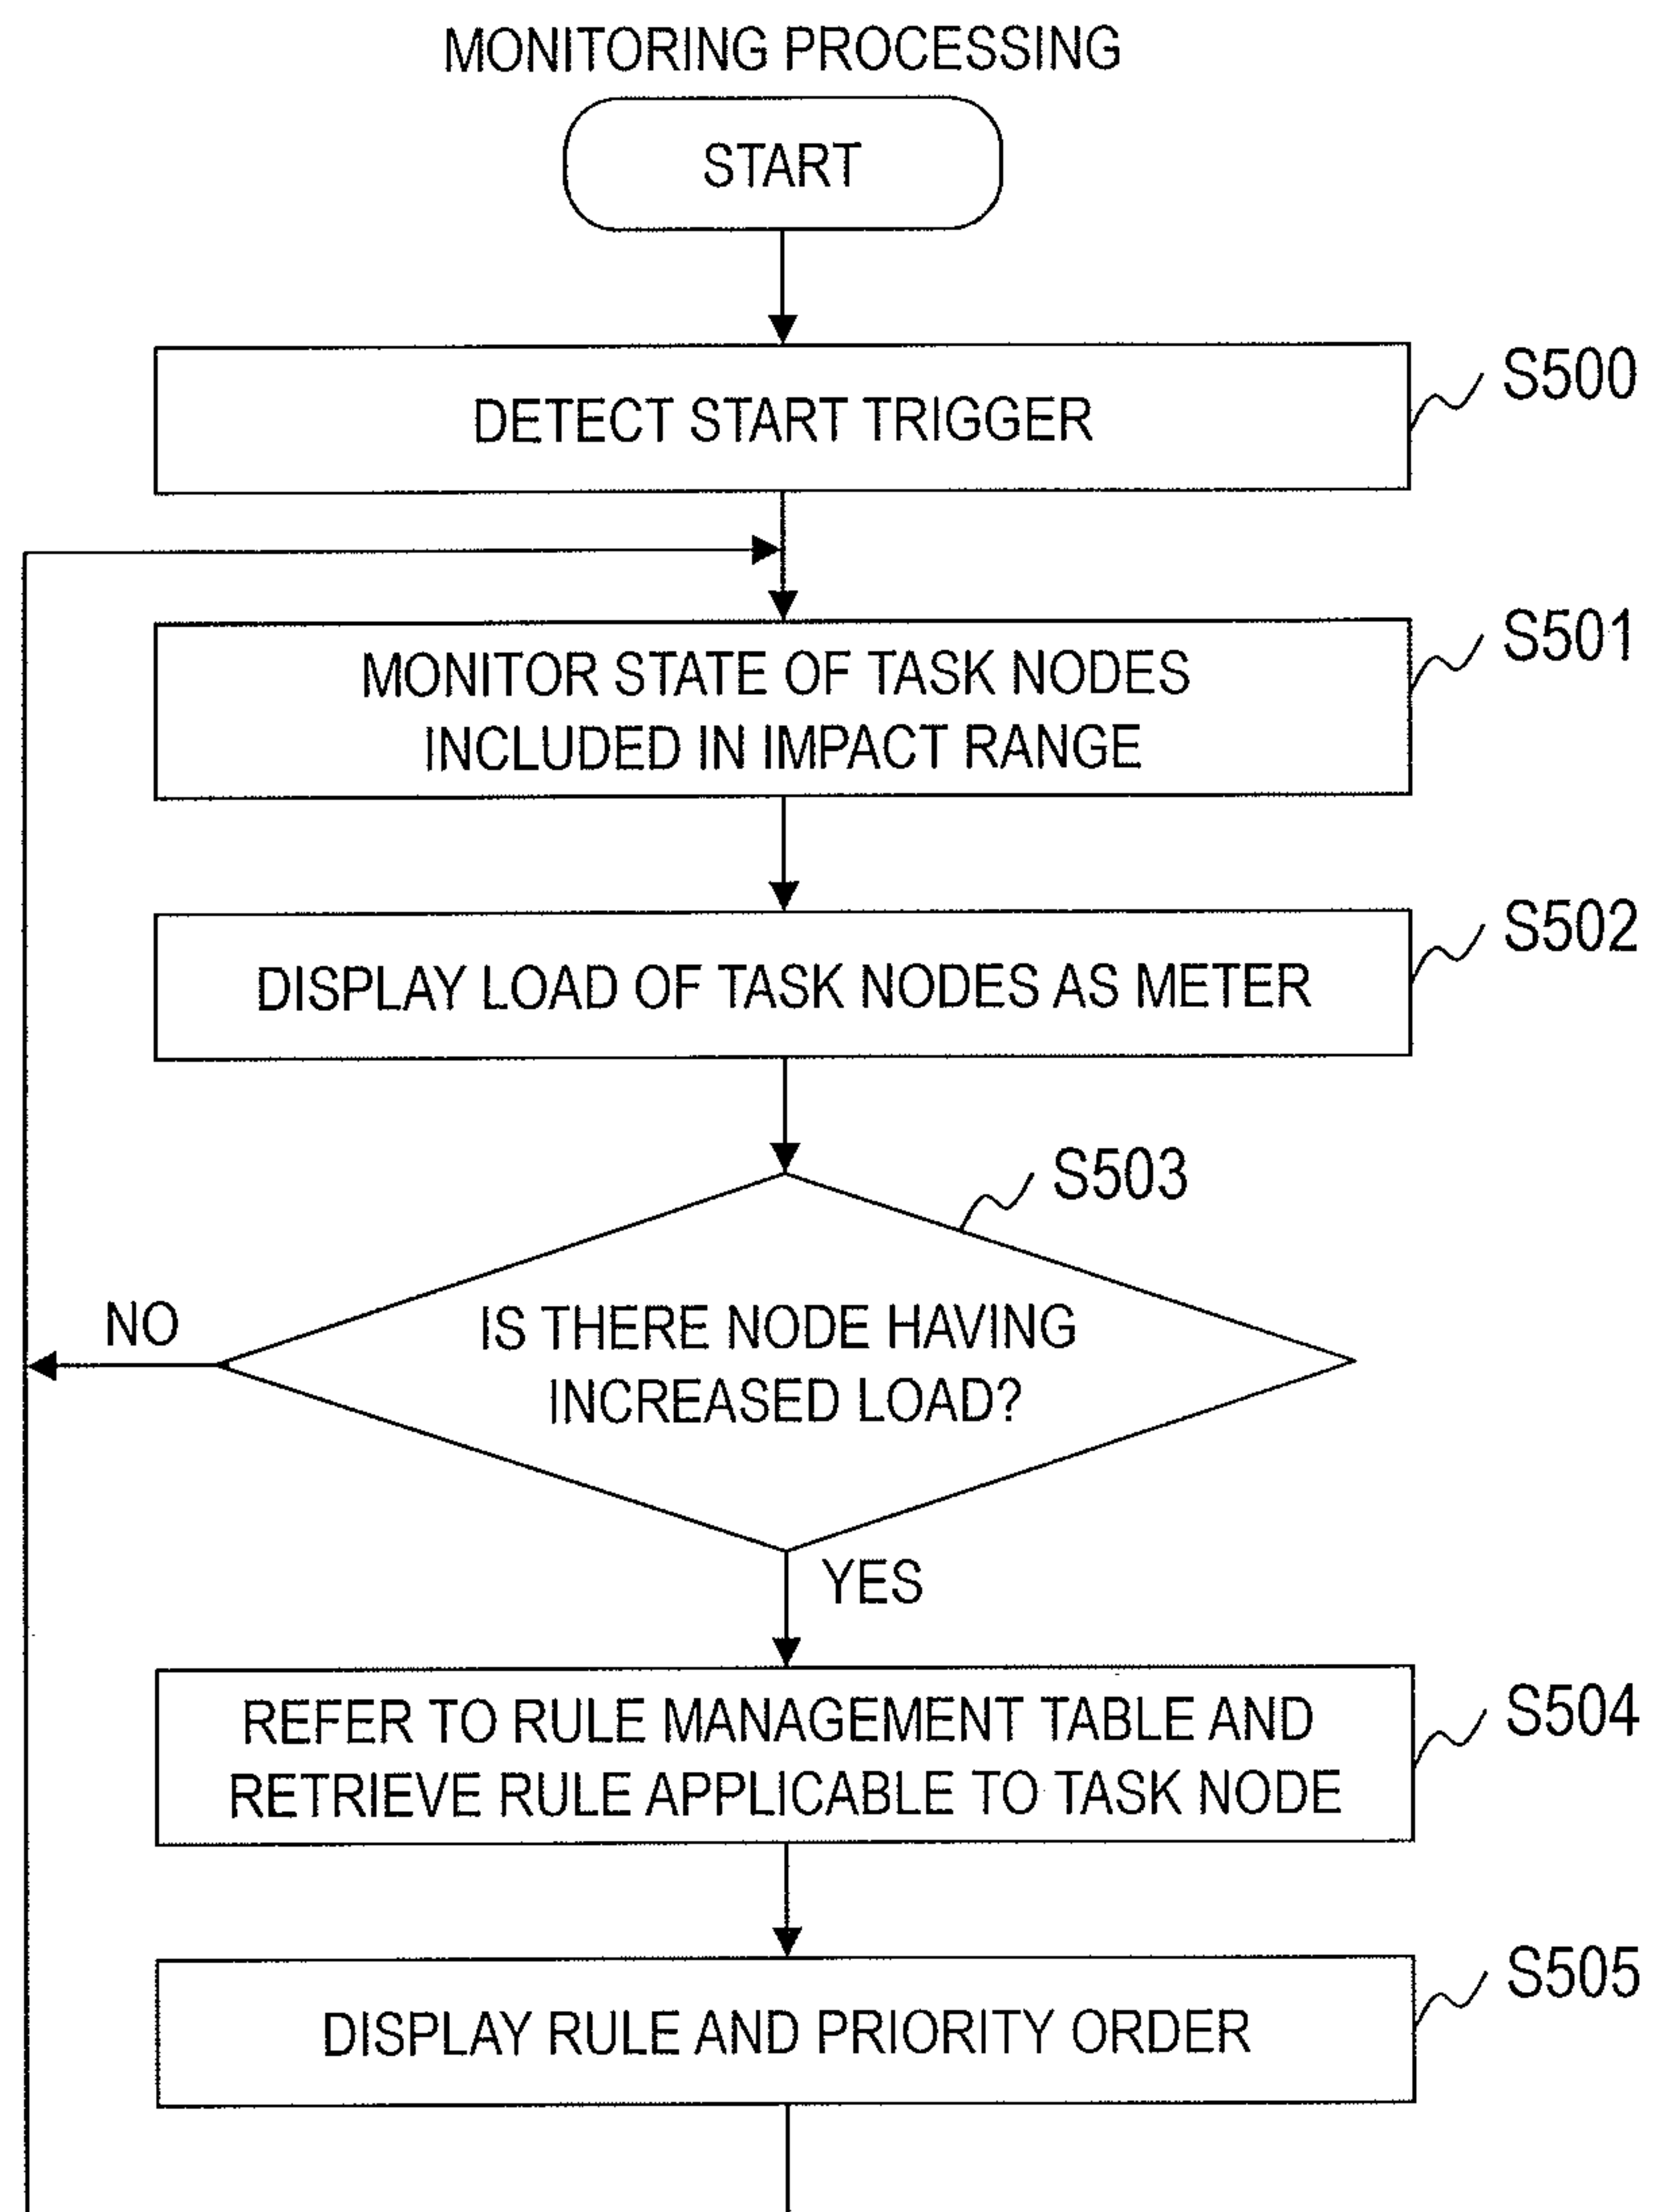 MONITORING PROCESSING
START
DETECT START TRIGGER
S500
MONITOR STATE OF TASK NODES
INCLUDED IN IMPACT RANGE
S501
DISPLAY LOAD OF TASK NODES AS METER
S502
S503
IS THERE NODE HAVING
INCREASED LOAD?
NO
YES
REFER TO RULE MANAGEMENT TABLE AND
RETRIEVE RULE APPLICABLE TO TASK NODE
S504
DISPLAY RULE AND PRIORITY ORDER
S505